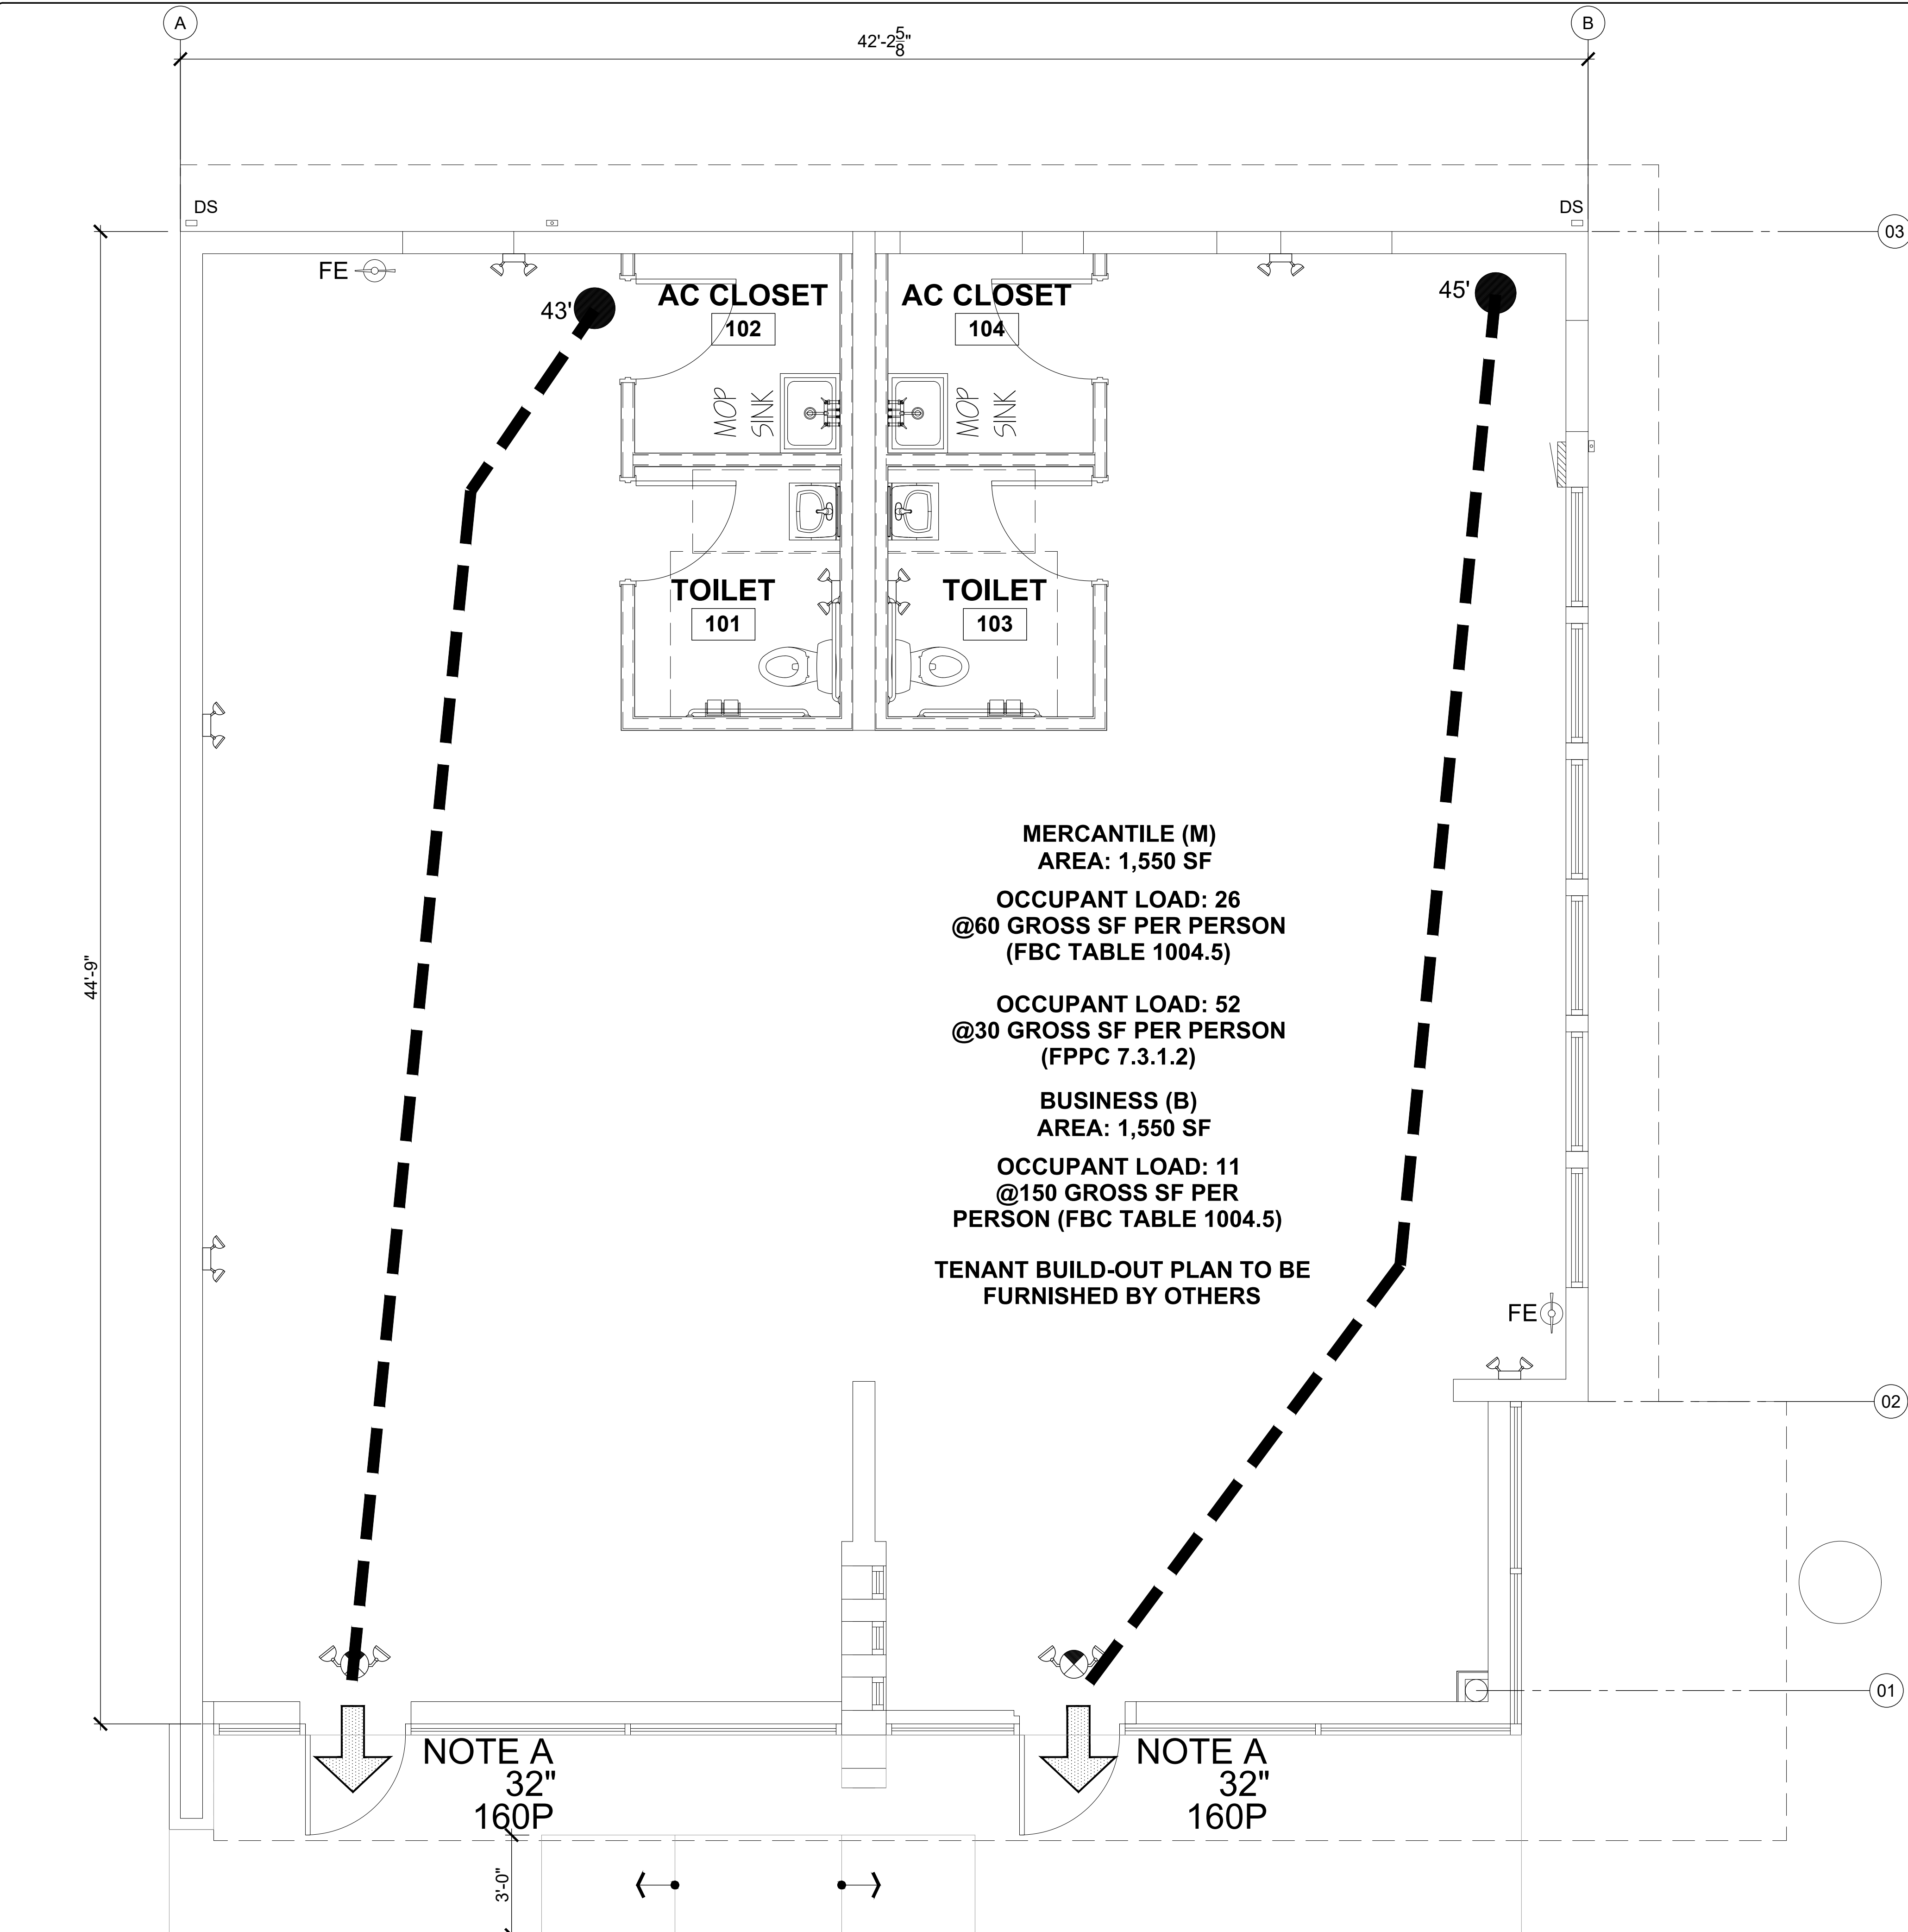 A
B
42'-2 5/8"
DS
DS
03
FE
43'
AC CLOSET
102
AC CLOSET
104
45'
MOP
SINK
MOP
SINK
TOILET
101
TOILET
103
44'-9"
MERCANTILE (M)
AREA: 1,550 SF
OCCUPANT LOAD: 26
@60 GROSS SF PER PERSON
(FBC TABLE 1004.5)
OCCUPANT LOAD: 52
@30 GROSS SF PER PERSON
(FPPC 7.3.1.2)
BUSINESS (B)
AREA: 1,550 SF
OCCUPANT LOAD: 11
@150 GROSS SF PER
PERSON (FBC TABLE 1004.5)
TENANT BUILD-OUT PLAN TO BE
FURNISHED BY OTHERS
FE
02
01
NOTE A
32"
160P
NOTE A
32"
160P
3'-0"